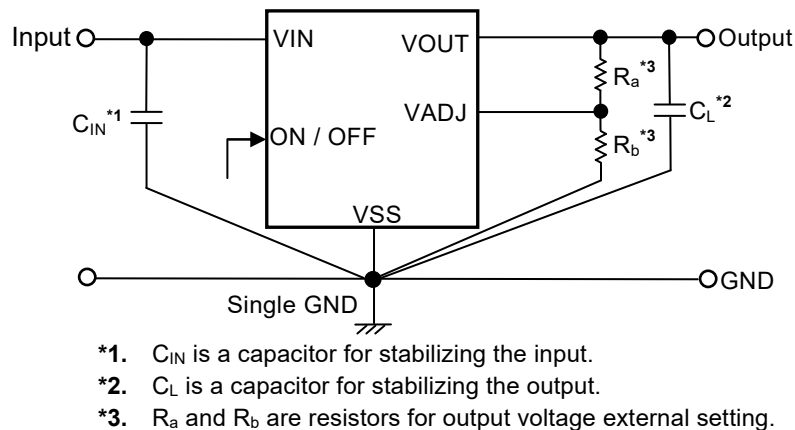 Input
VIN
VOUT
Output
Ra*3
CIN*1
VADJ
CL*2
ON / OFF
Rb*3
VSS
Single GND
GND
*1. CIN is a capacitor for stabilizing the input.
*2. CL is a capacitor for stabilizing the output.
*3. Ra and Rb are resistors for output voltage external setting.